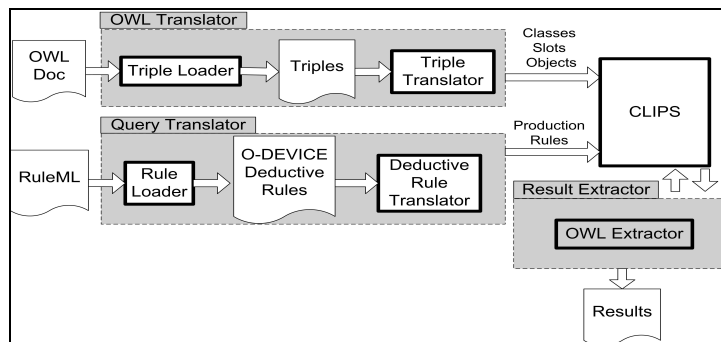 OWL Translator
OWL
Doc
Triple Loader
Triples
Triple
Translator
Classes
Slots
Objects
CLIPS
Query Translator
RuleML
Rule
Loader
O-DEVICE
Deductive
Rules
Deductive
Rule
Translator
Production
Rules
Result Extractor
OWL Extractor
Results